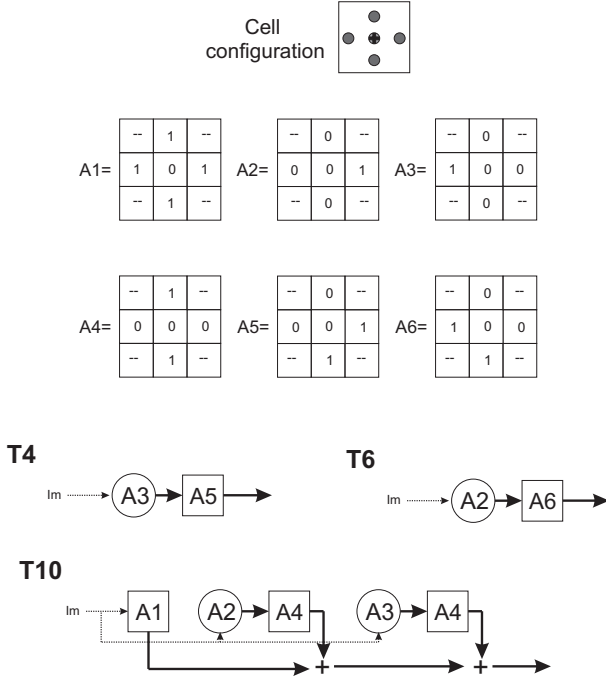 Cell
configuration
-- 1 -- -- 0 -- -- 0 --
A1= 1 0 1 A2= 0 0 1 A3= 1 0 0
-- 1 -- -- 0 -- -- 0 --
-- 1 -- -- 0 -- -- 0 --
A4= 0 0 0 A5= 0 0 1 A6= 1 0 0
-- 1 -- -- 1 -- -- 1 --
T4
T6
Im A3 A5
Im A2 A6
T10
Im A1 A2 A4 A3 A4
+ +